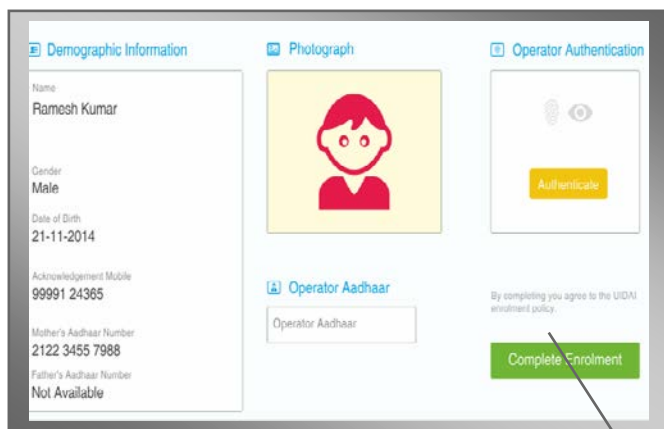 Demographic Information
Name
Ramesh Kumar
Gender
Male
Date of Birth
21-11-2014
Acknowledgement Mobile
99991 24365
Mother's Aadhaar Number
2122 3455 7988
Father's Aadhaar Number
Not Available
Photograph
Operator Aadhaar
Operator Aadhaar
Operator Authentication
Authenticate
By completing you agree to the UIDAI
enrolment policy.
Complete Enrolment